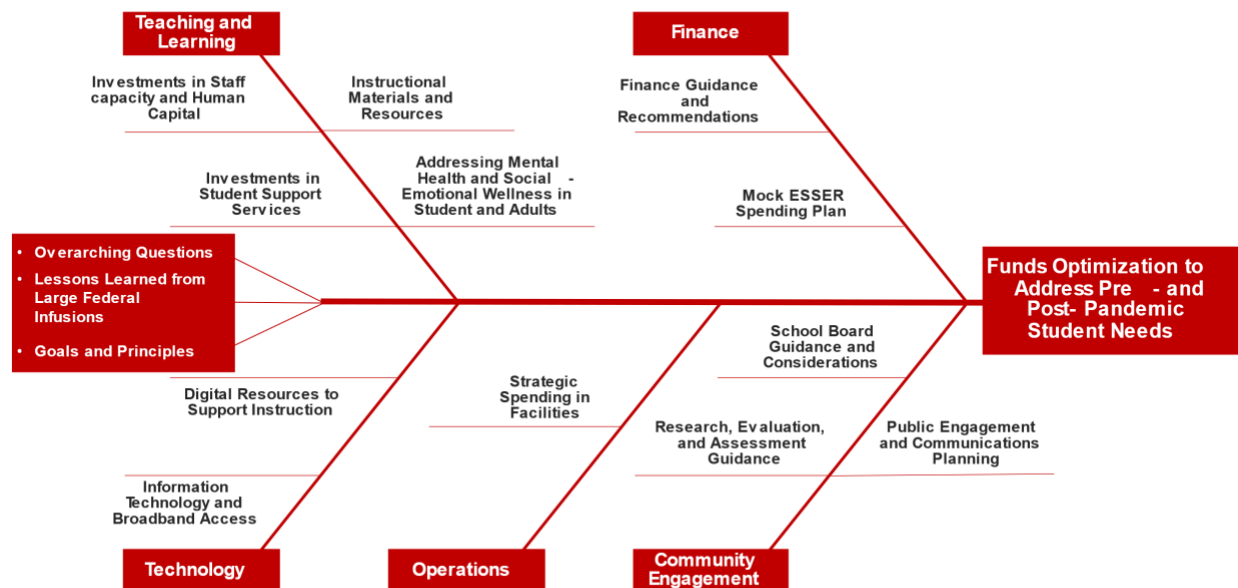 Teaching and
Learning
Finance
Investments in Staff
capacity and Human
Capital
Instructional
Materials and
Resources
Finance Guidance
and
Recommendations
Investments in
Student Support
Services
Addressing Mental
Health and Social -
Emotional Wellness in
Student and Adults
Mock ESSER
Spending Plan
• Overarching Questions
• Lessons Learned from
Large Federal
Infusions
• Goals and Principles
Funds Optimization to
Address Pre - and
Post- Pandemic
Student Needs
Digital Resources to
Support Instruction
Strategic
Spending in
Facilities
School Board
Guidance and
Considerations
Information
Technology and
Broadband Access
Research, Evaluation,
and Assessment
Guidance
Public Engagement
and Communications
Planning
Technology
Operations
Community
Engagement